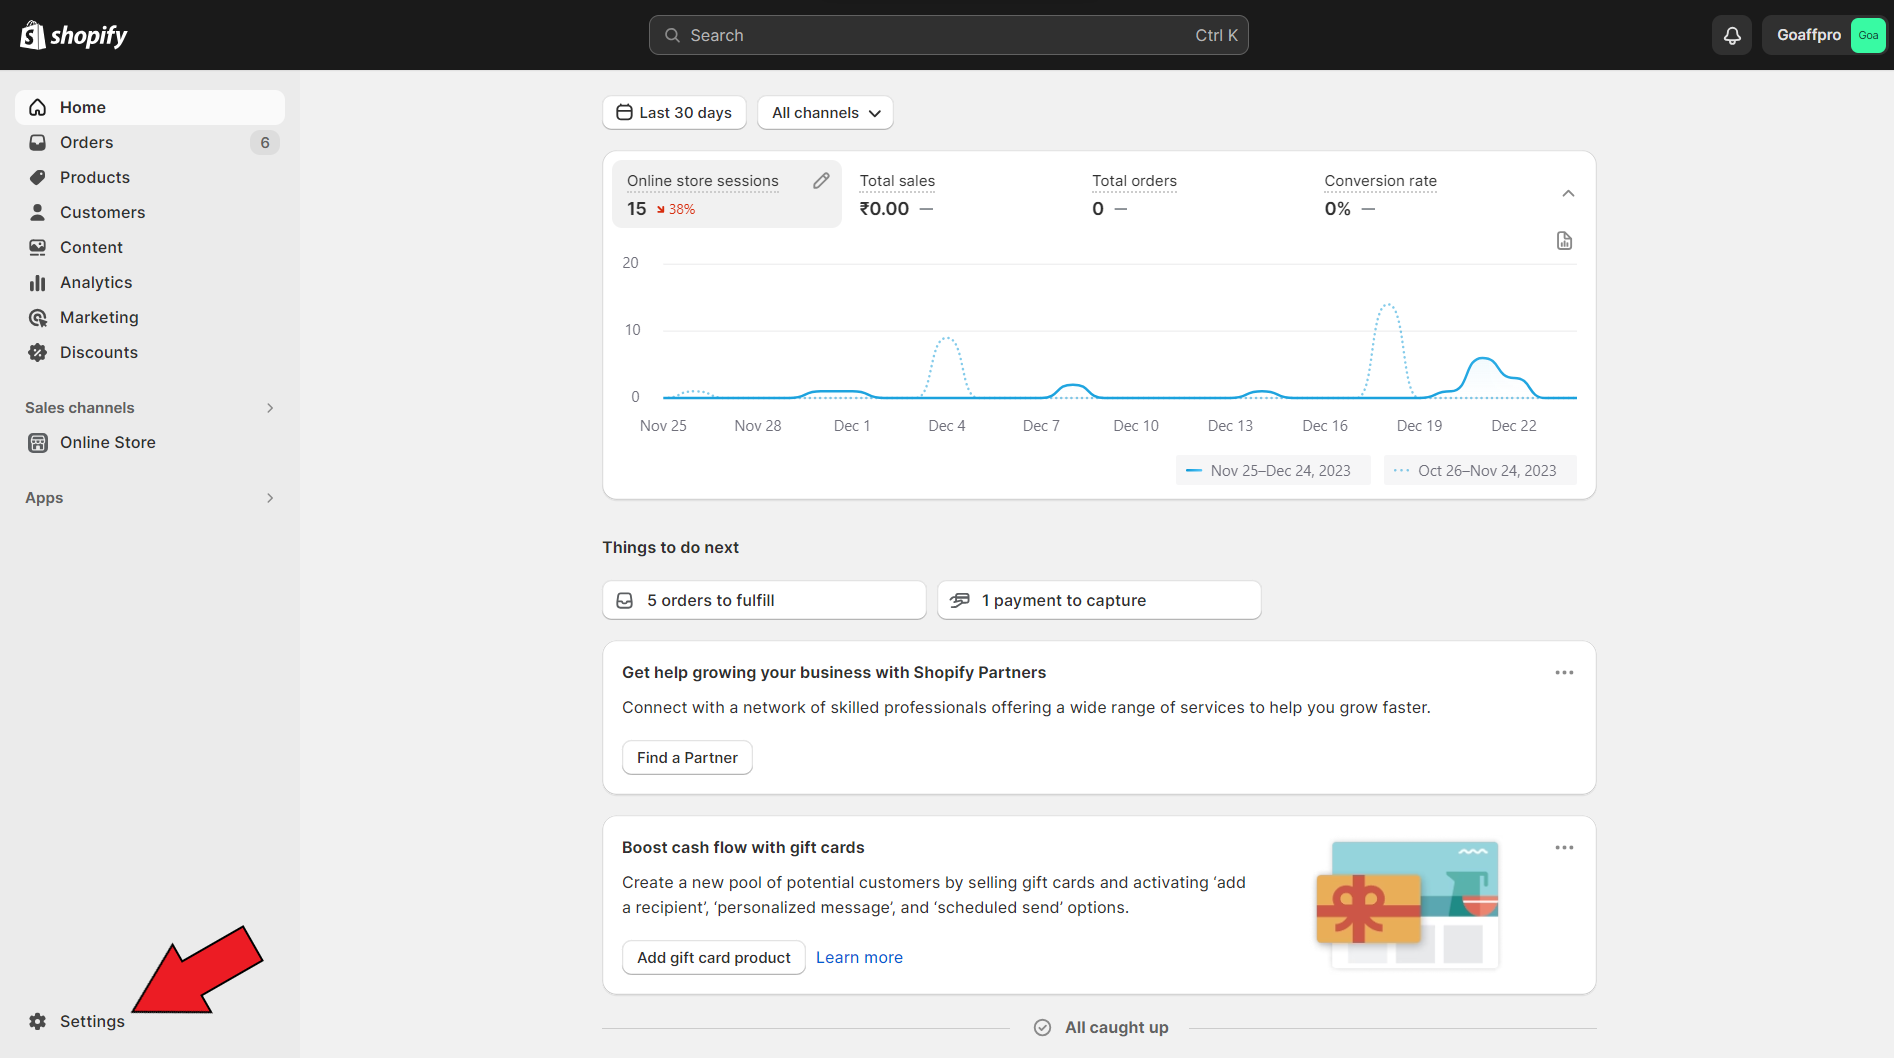 shopify
Search Ctrl K
Goaffpro Goa
Home
Orders 6
Products
Customers
Content
Analytics
Marketing
Discounts
Sales channels
Online Store
Apps
Settings
Last 30 days All channels
Online store sessions Total sales Total orders Conversion rate
15 38% ₹0.00 — 0 — 0% —
20
10
0
Nov 25 Nov 28 Dec 1 Dec 4 Dec 7 Dec 10 Dec 13 Dec 16 Dec 19 Dec 22
Nov 25–Dec 24, 2023 Oct 26–Nov 24, 2023
Things to do next
5 orders to fulfill 1 payment to capture
Get help growing your business with Shopify Partners
Connect with a network of skilled professionals offering a wide range of services to help you grow faster.
Find a Partner
Boost cash flow with gift cards
Create a new pool of potential customers by selling gift cards and activating ‘add
a recipient’, ‘personalized message’, and ‘scheduled send’ options.
Add gift card product Learn more
All caught up